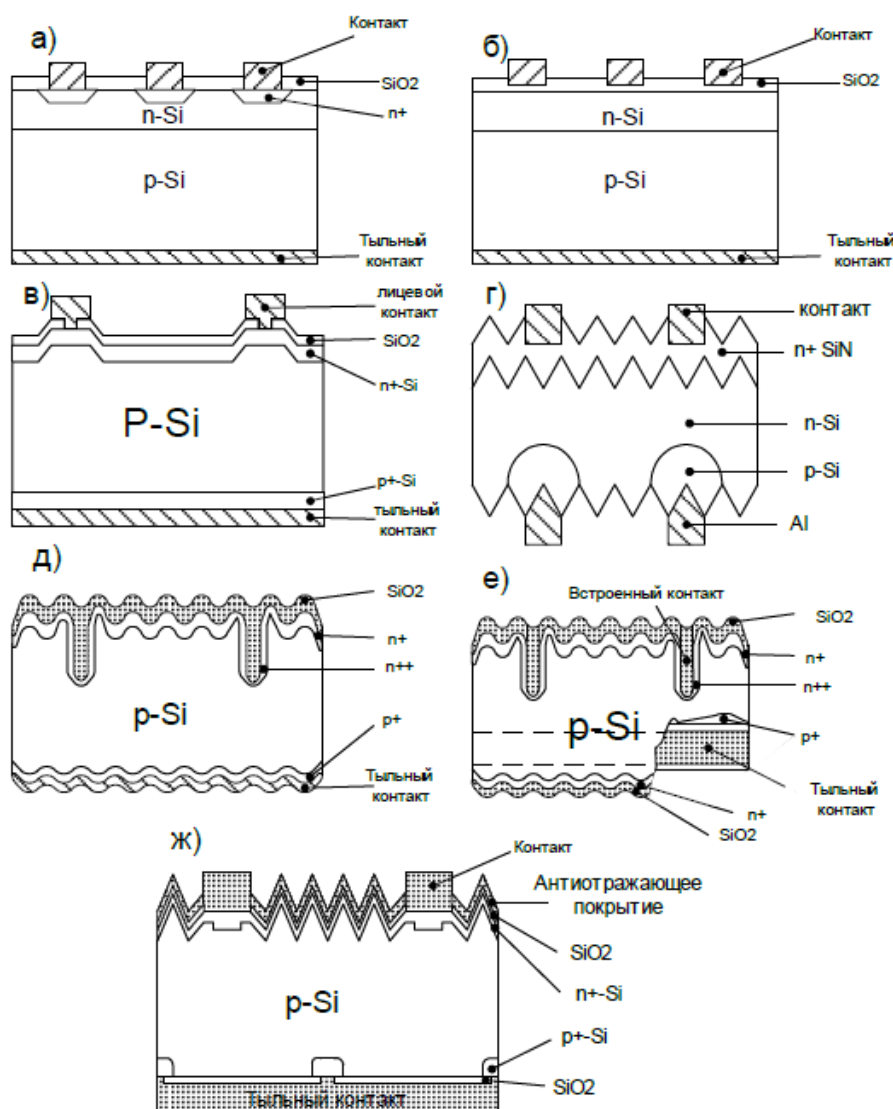 а)
Контакт
SiO2
n+
n-Si
p-Si
Тыльный
контакт
б)
Контакт
SiO2
n-Si
p-Si
Тыльный
контакт
в)
лицевой
контакт
SiO2
n+-Si
P-Si
p+-Si
тыльный
контакт
г)
контакт
n+ SiN
n-Si
p-Si
Al
д)
SiO2
n+
n++
p-Si
p+
Тыльный
контакт
е)
Встроенный контакт
SiO2
n+
n++
p-Si
p+
Тыльный
контакт
n+
SiO2
ж)
Контакт
Антиотражающее
покрытие
SiO2
n+-Si
p-Si
p+-Si
SiO2
Тыльный контакт